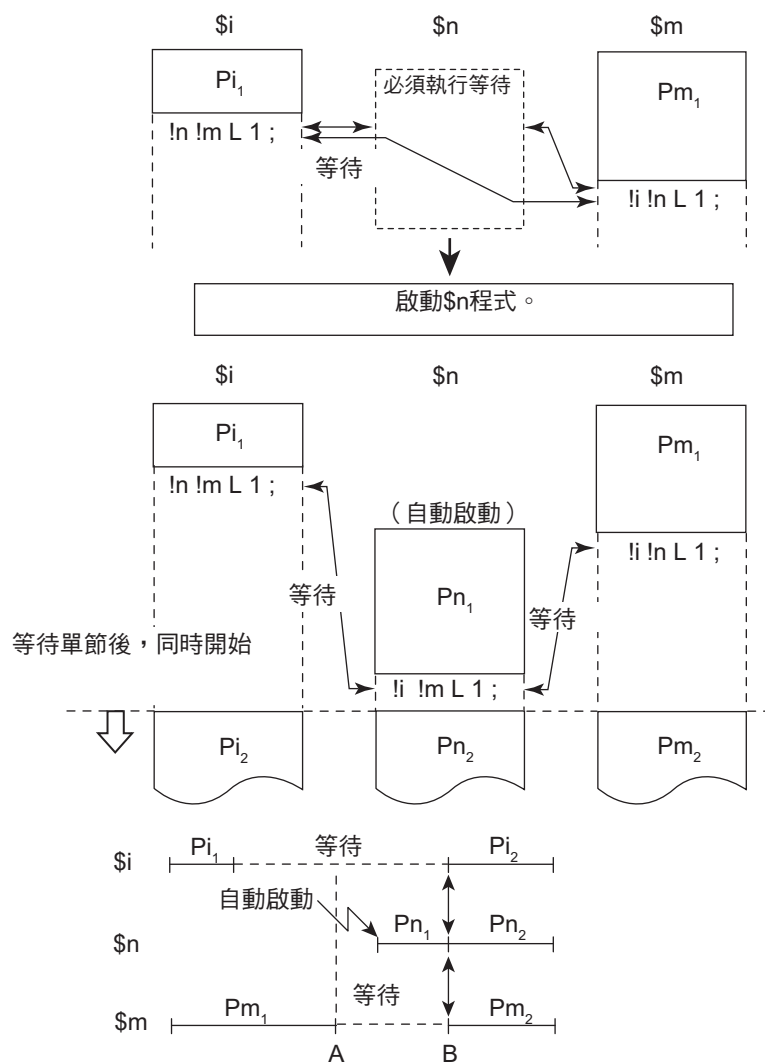 $i $n $m
Pi₁ 必須執行等待 Pm₁
!n !m L 1 ;
等待
!i !n L 1 ;
啟動$n程式。
$i $n $m
Pi₁ Pm₁
!n !m L 1 ;
（自動啟動）
!i !n L 1 ;
等待 Pn₁ 等待
等待單節後，同時開始
!i !m L 1 ;
Pi₂ Pn₂ Pm₂
$i Pi₁ 等待 Pi₂
自動啟動
$n Pn₁ Pn₂
等待
$m Pm₁ Pm₂
A B